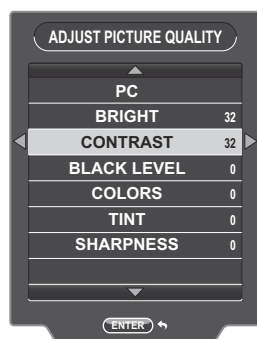 ADJUST PICTURE QUALITY
PC
BRIGHT 32
CONTRAST 32
BLACK LEVEL 0
COLORS 0
TINT 0
SHARPNESS 0
ENTER